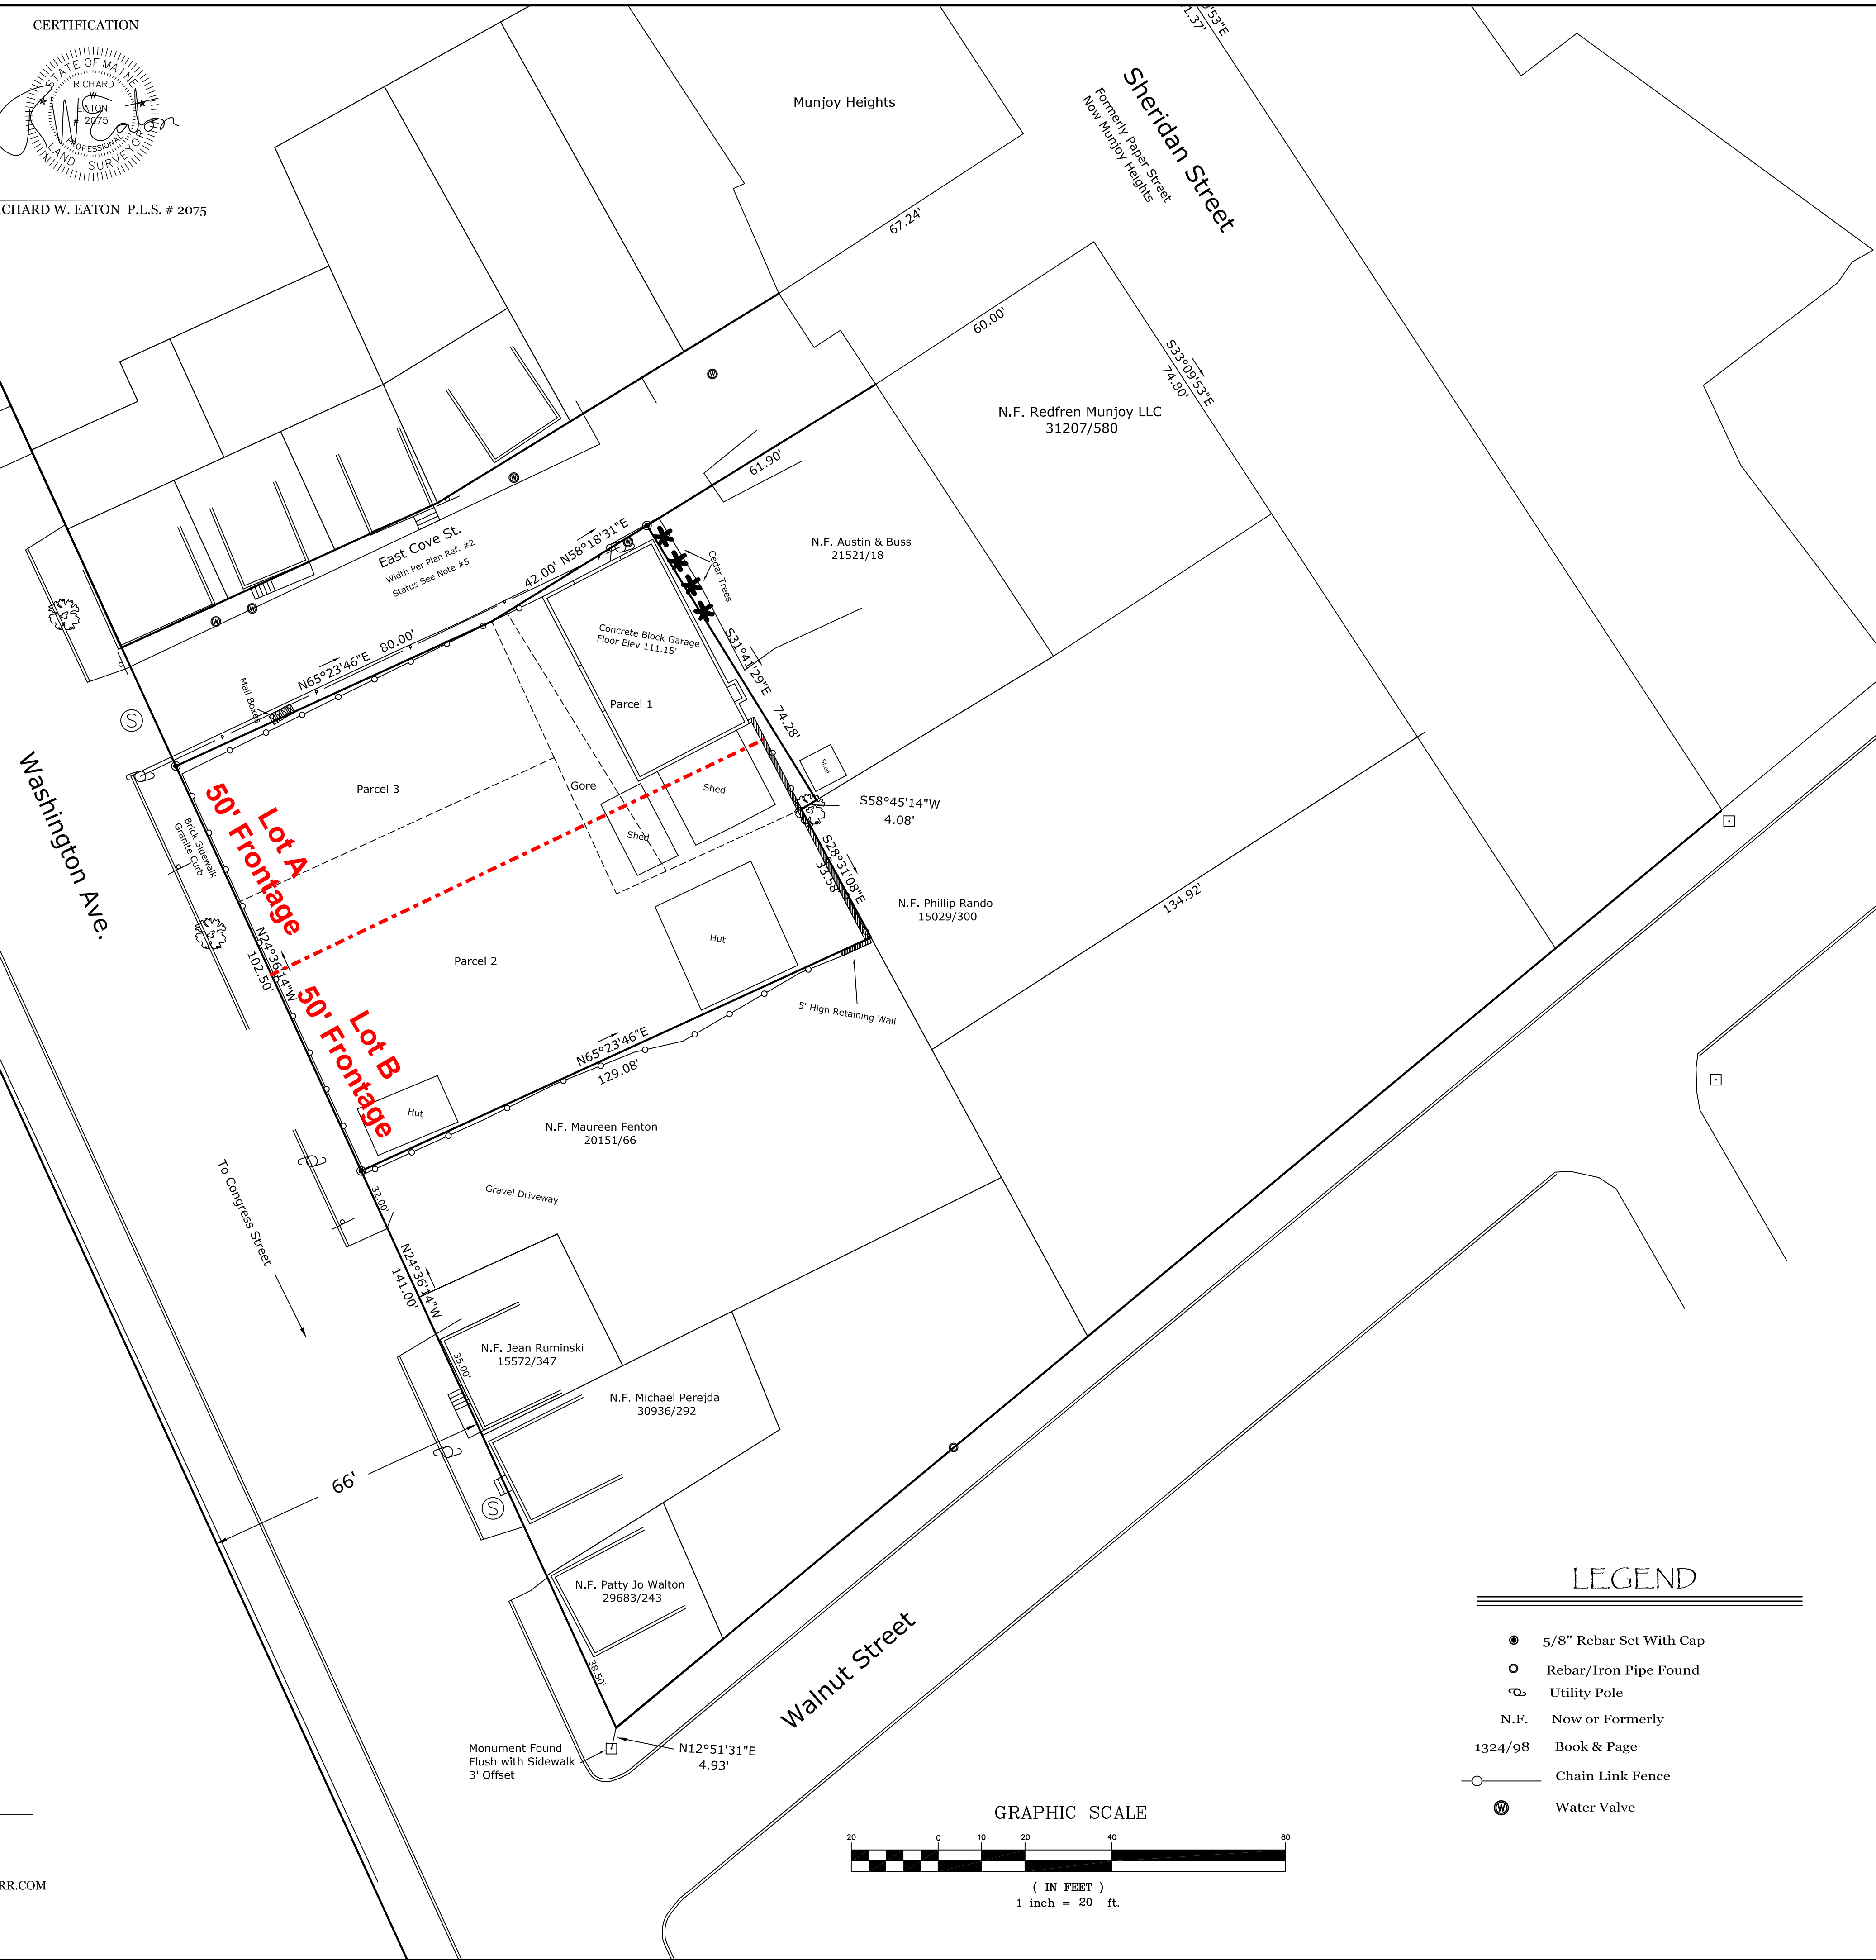 CERTIFICATION
STATE OF MAINE
RICHARD
W
EATON
# 2075
PROFESSIONAL
LAND SURVEYOR
ICHARD W. EATON P.L.S. # 2075
Munjoy Heights
Sheridan Street
Formerly Paper Street
Now Munjoy Heights
53"E
1.37'
67.24'
60.00'
S33°09'53"E
74.80'
N.F. Redfren Munjoy LLC
31207/580
61.90'
N.F. Austin & Buss
21521/18
Cedar Trees
East Cove St.
Width Per Plan Ref. #2
Status See Note #5
42.00' N58°18'31"E
N65°23'46"E 80.00'
Mail Boxes
Concrete Block Garage
Floor Elev 111.15'
Parcel 1
S31°41'29"E
74.28'
Parcel 3
Gore
Shed
Shed
Shed
S58°45'14"W
4.08'
S28°31'08"E
33.58'
N.F. Phillip Rando
15029/300
134.92'
Washington Ave.
Brick Sidewalk
Granite Curb
Lot A
50' Frontage
N24°36'14"W
102.50'
Parcel 2
Hut
5' High Retaining Wall
Lot B
50' Frontage
N65°23'46"E
129.08'
Hut
N.F. Maureen Fenton
20151/66
To Congress Street
32.00'
Gravel Driveway
N24°36'14"W
141.00'
N.F. Jean Ruminski
15572/347
35.00'
N.F. Michael Perejda
30936/292
66'
S
S
N.F. Patty Jo Walton
29683/243
38.50'
Walnut Street
Monument Found
Flush with Sidewalk
3' Offset
N12°51'31"E
4.93'
LEGEND
5/8" Rebar Set With Cap
Rebar/Iron Pipe Found
Utility Pole
N.F. Now or Formerly
1324/98 Book & Page
Chain Link Fence
W Water Valve
GRAPHIC SCALE
20 0 10 20 40 80
( IN FEET )
1 inch = 20 ft.
RR.COM